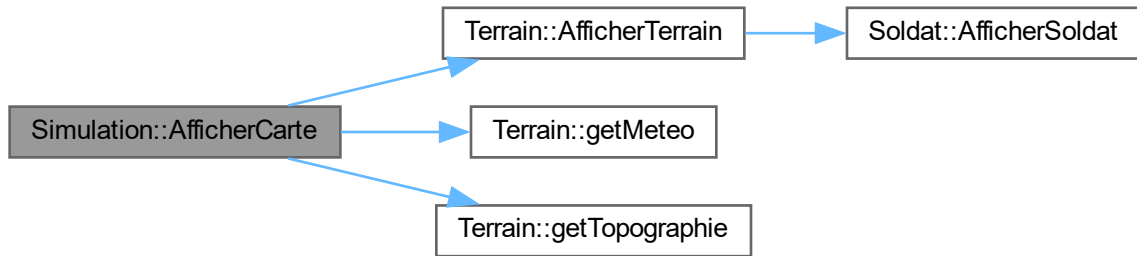 Terrain::AfficherTerrain
Soldat::AfficherSoldat
Simulation::AfficherCarte
Terrain::getMeteo
Terrain::getTopographie